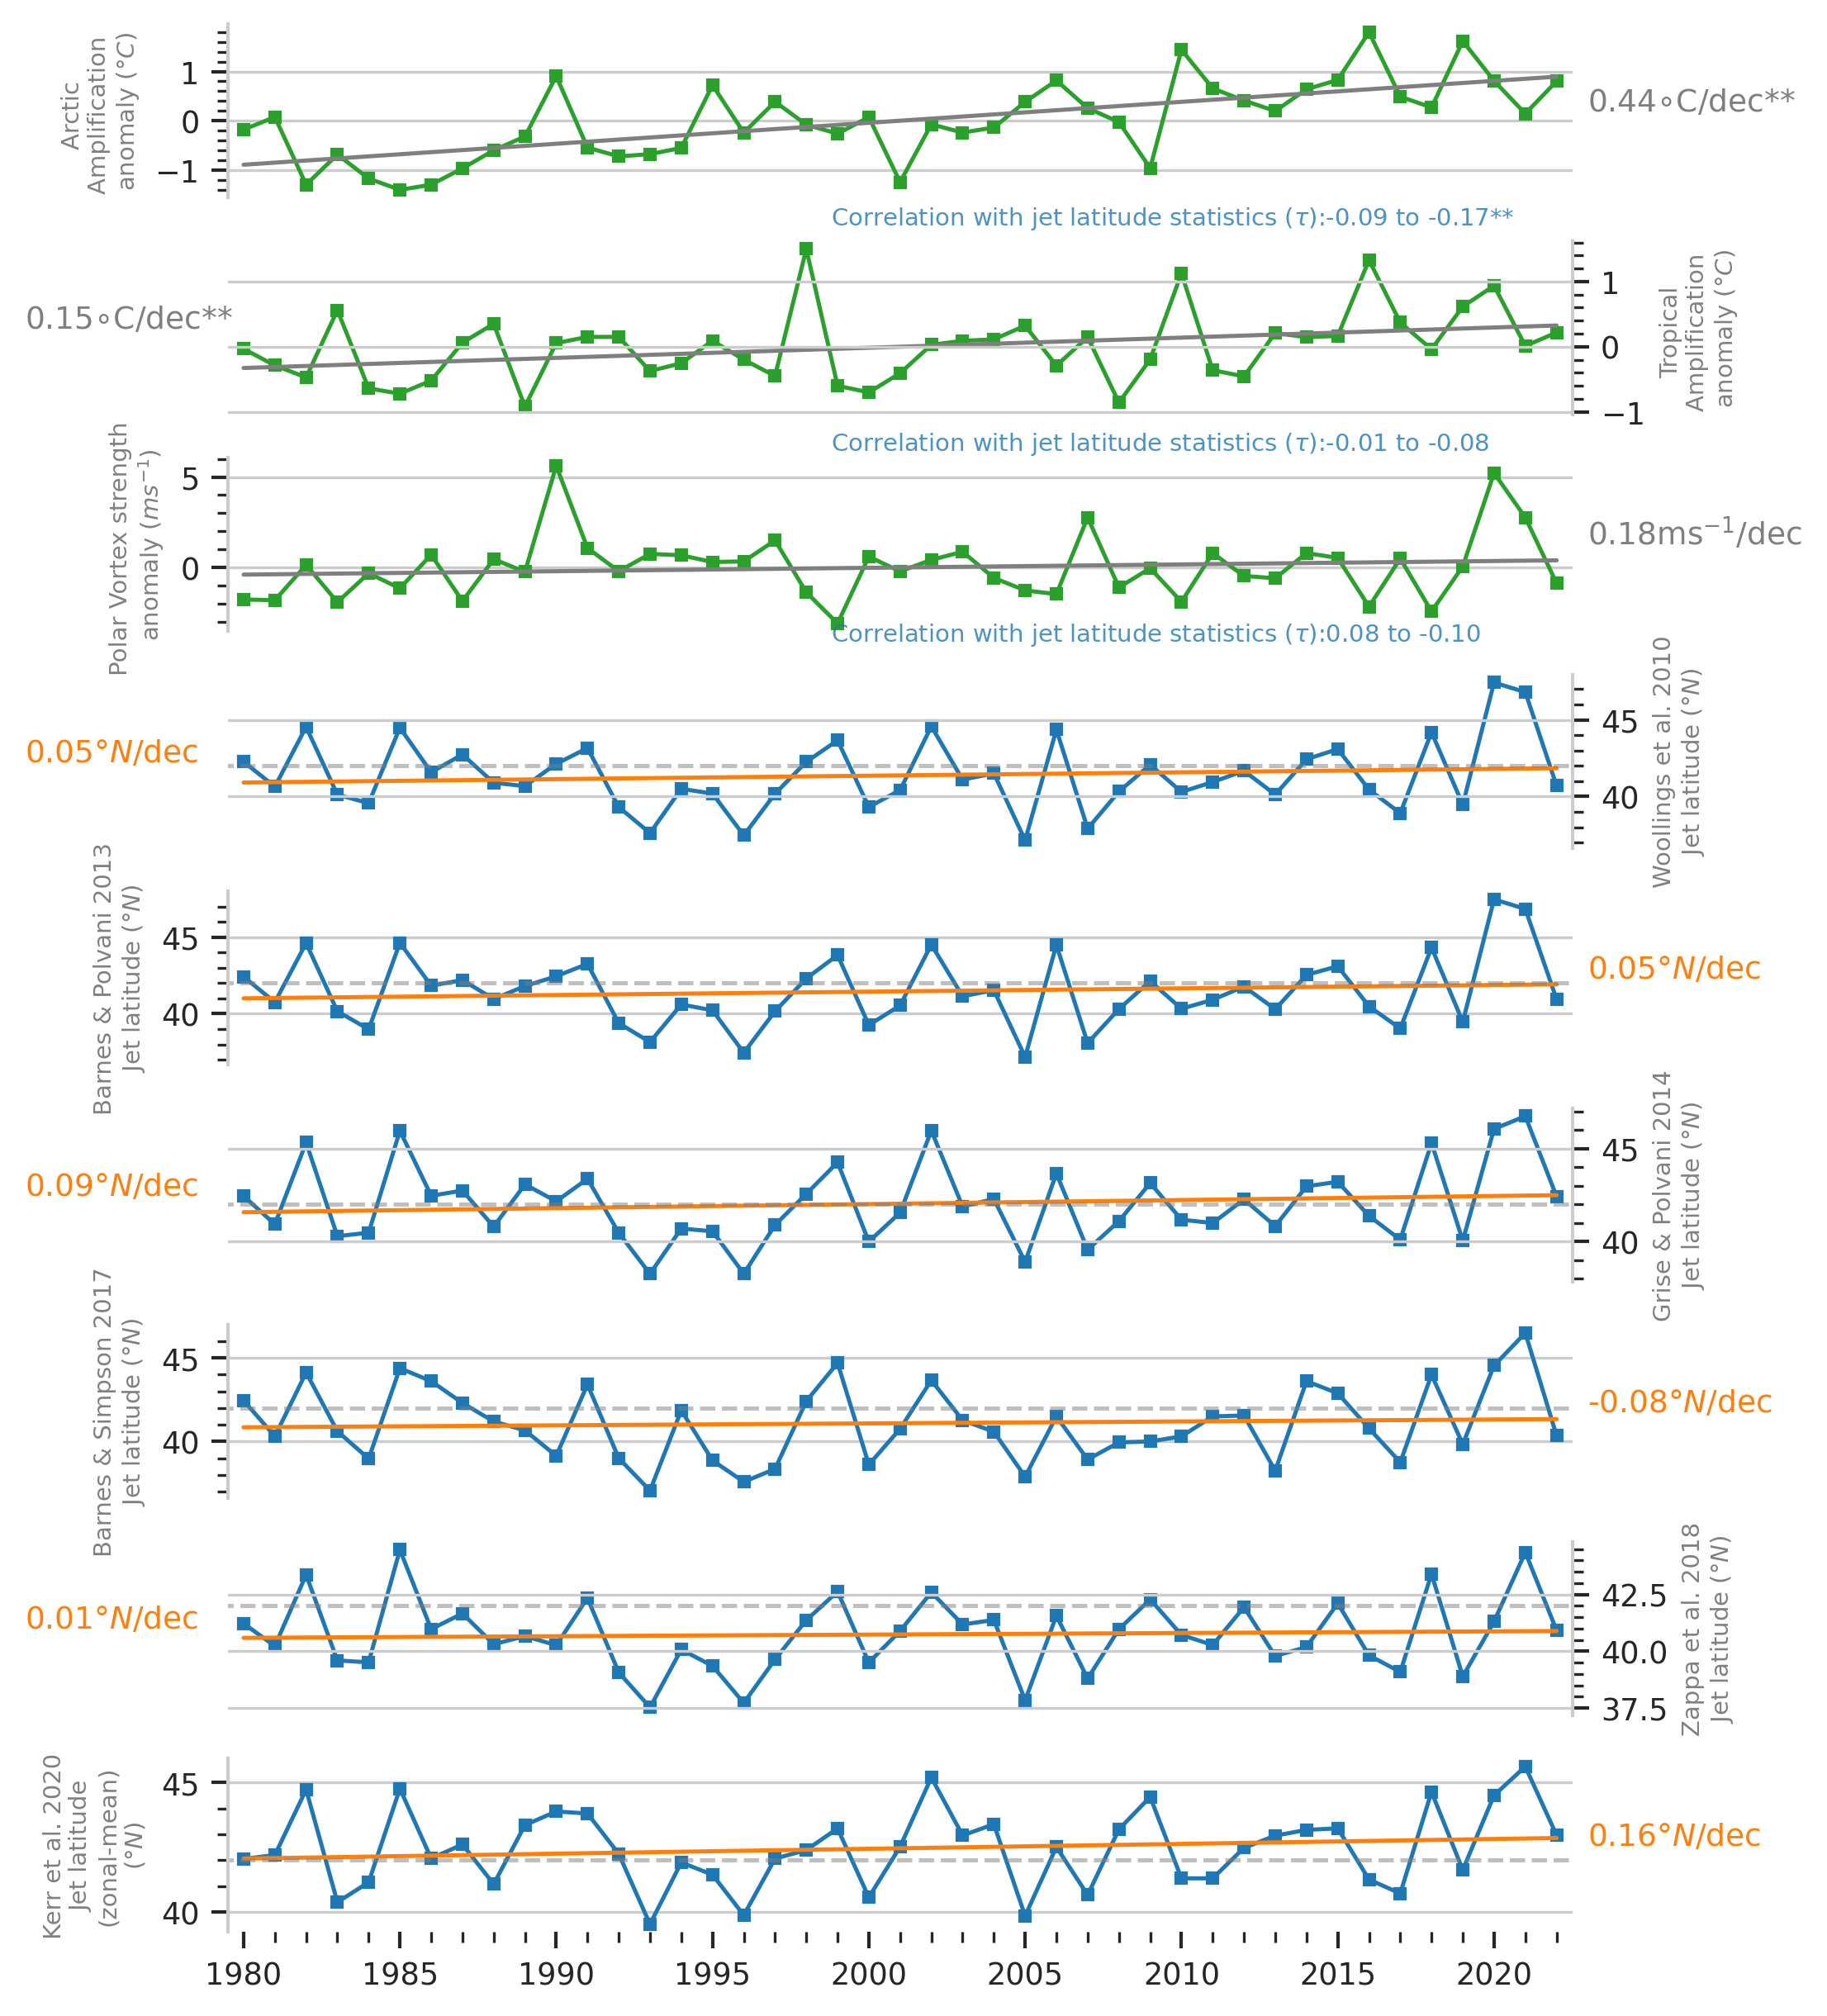 Arctic
Amplification
anomaly (°C)
1
0
−1
0.44∘C/dec**
Correlation with jet latitude statistics (τ):-0.09 to -0.17**
0.15∘C/dec**
1
0
−1
Tropical
Amplification
anomaly (°C)
Correlation with jet latitude statistics (τ):-0.01 to -0.08
Polar Vortex strength
anomaly (ms⁻¹)
5
0
0.18ms⁻¹/dec
Correlation with jet latitude statistics (τ):0.08 to -0.10
0.05°N/dec
45
40
Woollings et al. 2010
Jet latitude (°N)
Barnes & Polvani 2013
Jet latitude (°N)
45
40
0.05°N/dec
0.09°N/dec
45
40
Grise & Polvani 2014
Jet latitude (°N)
Barnes & Simpson 2017
Jet latitude (°N)
45
40
-0.08°N/dec
0.01°N/dec
42.5
40.0
37.5
Zappa et al. 2018
Jet latitude (°N)
Kerr et al. 2020
Jet latitude
(zonal-mean)
(°N)
45
40
0.16°N/dec
1980 1985 1990 1995 2000 2005 2010 2015 2020